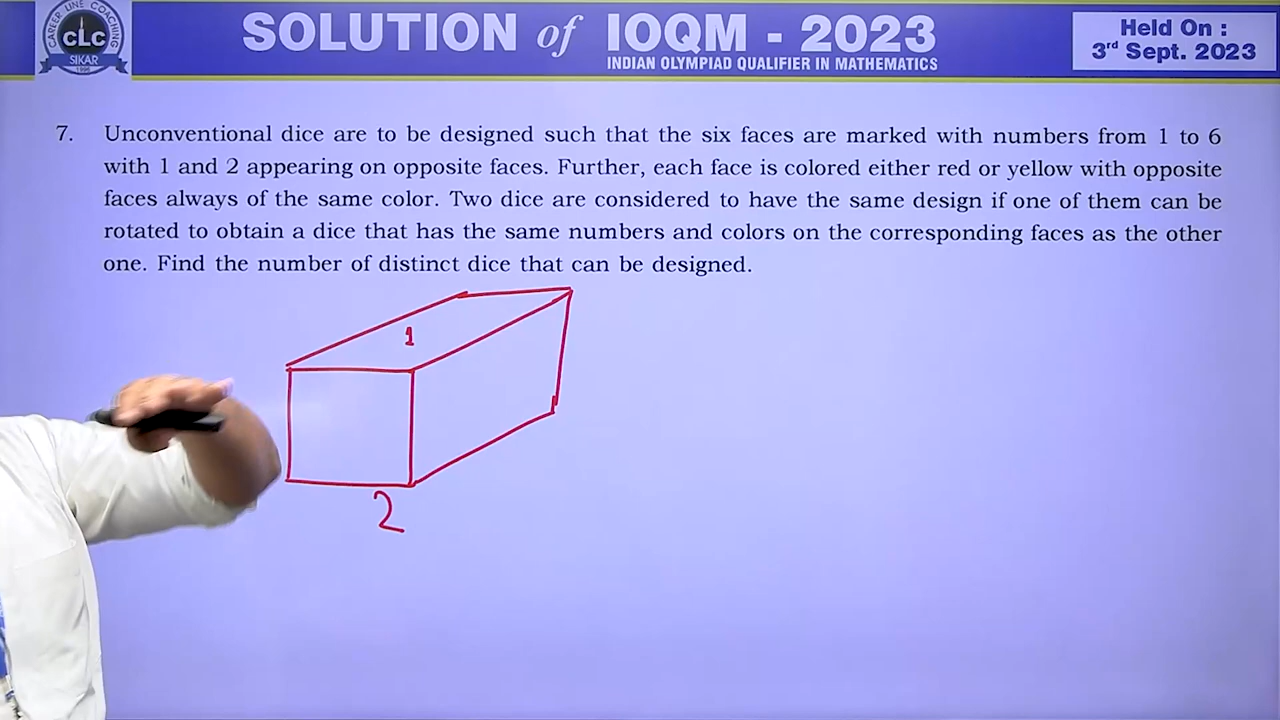 CAREER LINE COACHING
CLC
SIKAR
1996
SOLUTION of IOQM - 2023
INDIAN OLYMPIAD QUALIFIER IN MATHEMATICS
Held On :
3rd Sept. 2023
7. Unconventional dice are to be designed such that the six faces are marked with numbers from 1 to 6
with 1 and 2 appearing on opposite faces. Further, each face is colored either red or yellow with opposite
faces always of the same color. Two dice are considered to have the same design if one of them can be
rotated to obtain a dice that has the same numbers and colors on the corresponding faces as the other
one. Find the number of distinct dice that can be designed.
1
2